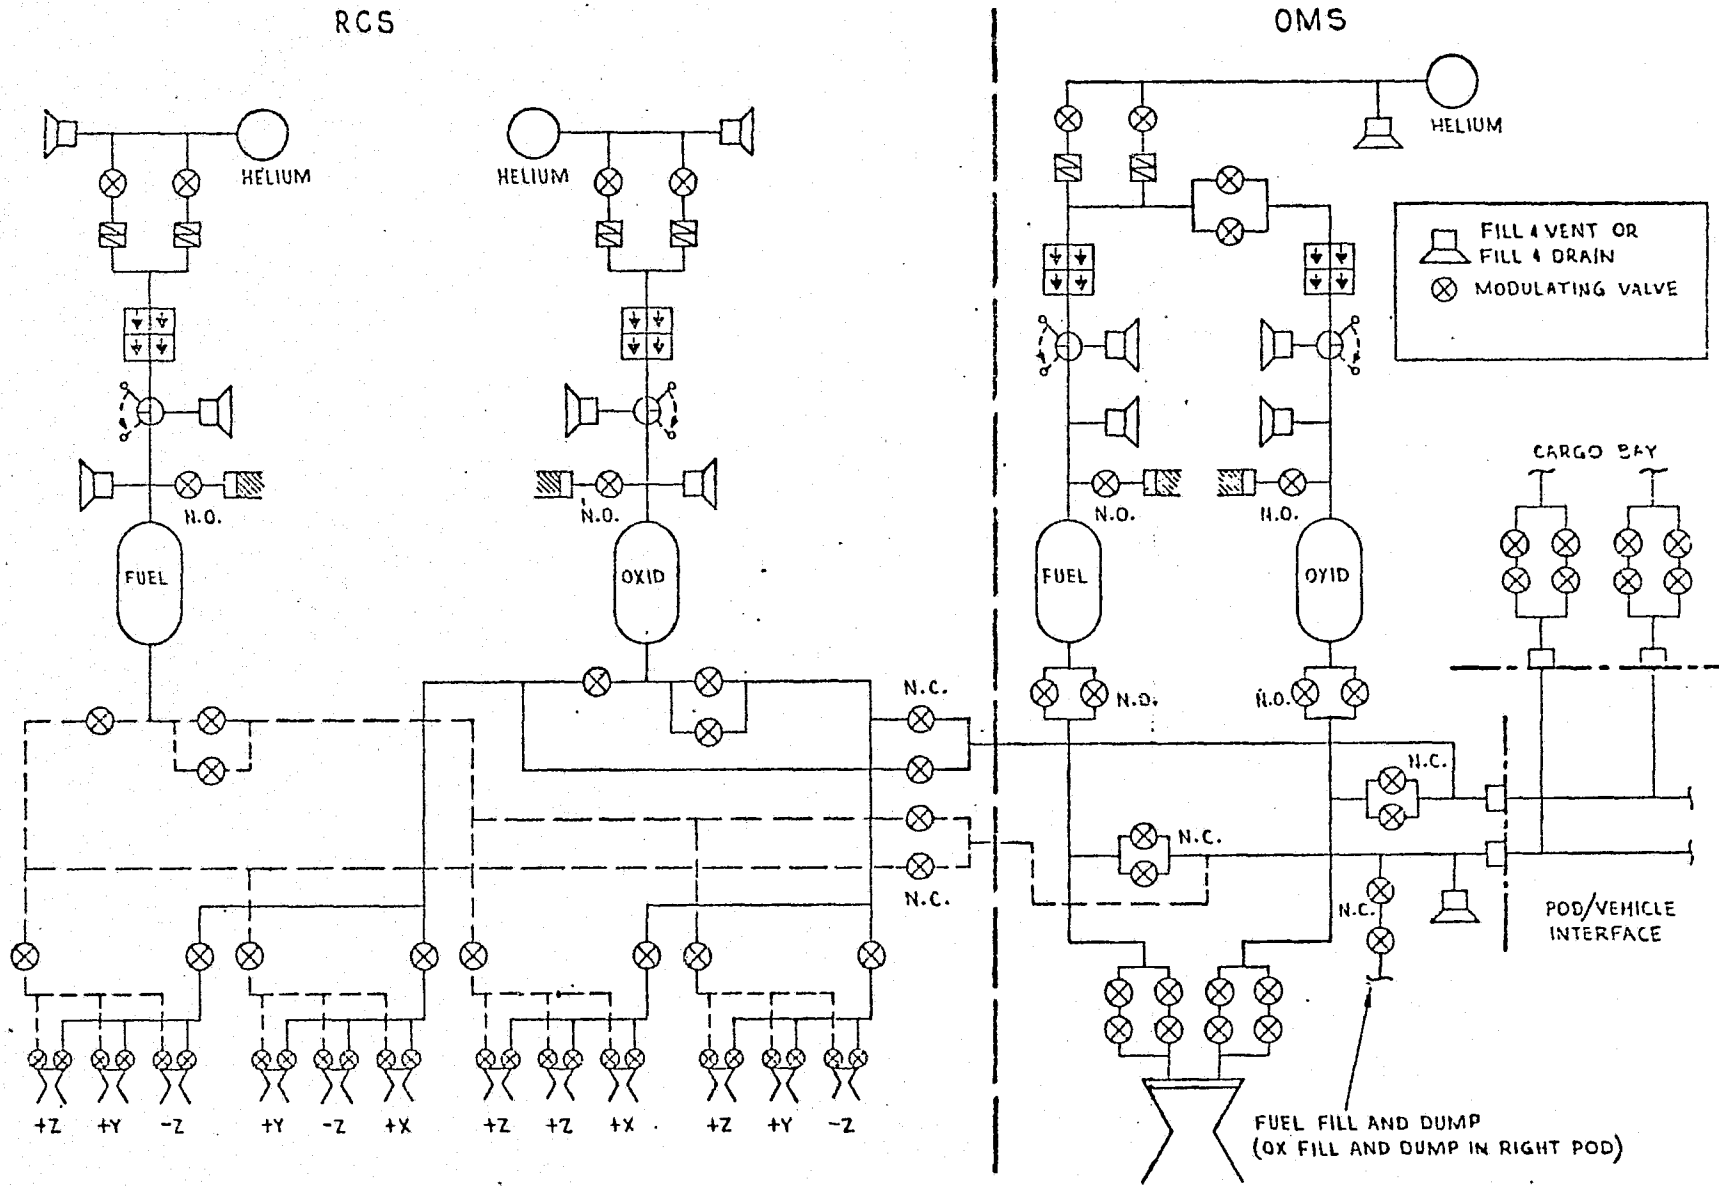 RCS
OMS
HELIUM
HELIUM
HELIUM
FILL & VENT OR
FILL & DRAIN
MODULATING VALVE
N.O.
N.O.
N.O.
N.O.
CARGO BAY
FUEL
OXID
FUEL
OXID
N.C.
N.O.
N.O.
N.C.
N.C.
N.C.
N.C.
POD/VEHICLE
INTERFACE
+Z +Y -Z +Y -Z +X +Z +Z +X +Z +Y -Z
FUEL FILL AND DUMP
(OX FILL AND DUMP IN RIGHT POD)